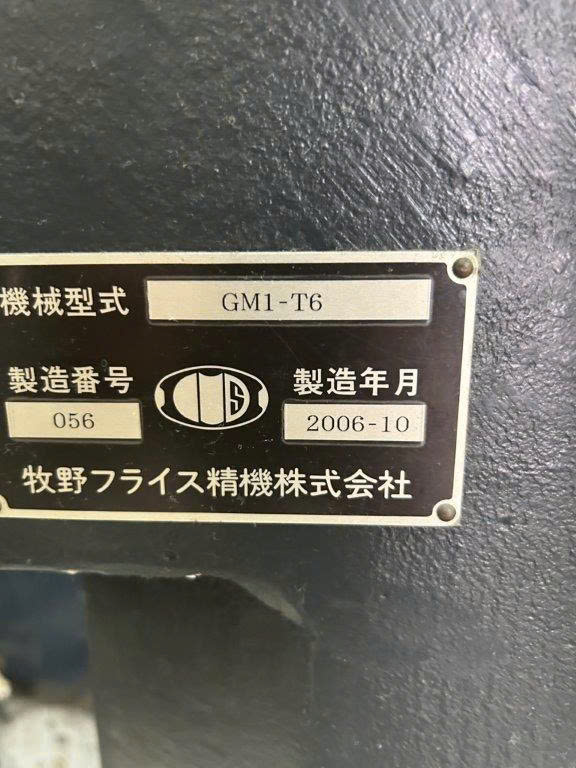 機械型式 GM1-T6
製造番号 製造年月
056 2006-10
牧野フライス精機株式会社